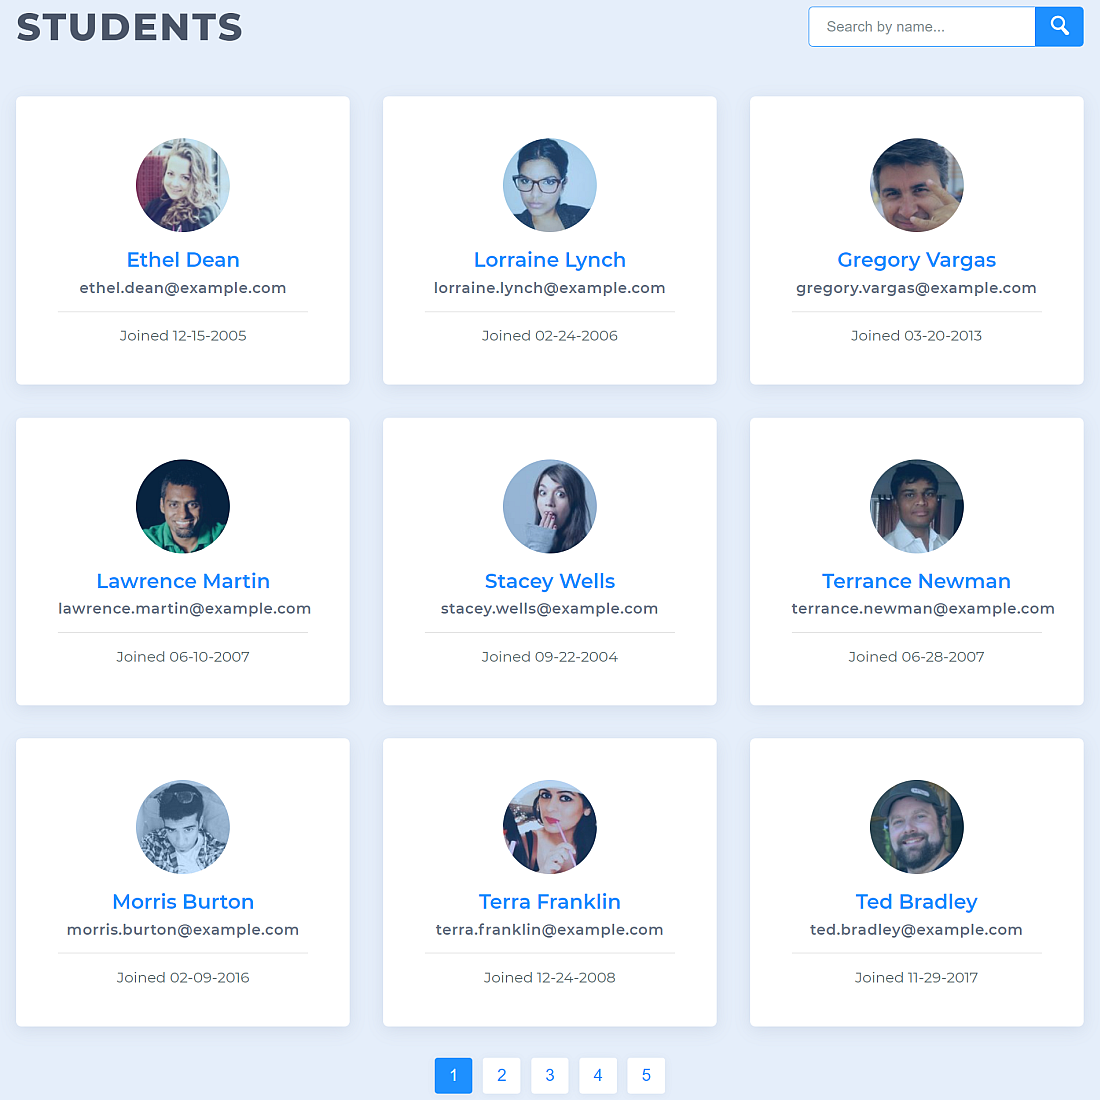 STUDENTS
Search by name...
Ethel Dean
ethel.dean@example.com
Joined 12-15-2005
Lorraine Lynch
lorraine.lynch@example.com
Joined 02-24-2006
Gregory Vargas
gregory.vargas@example.com
Joined 03-20-2013
Lawrence Martin
lawrence.martin@example.com
Joined 06-10-2007
Stacey Wells
stacey.wells@example.com
Joined 09-22-2004
Terrance Newman
terrance.newman@example.com
Joined 06-28-2007
Morris Burton
morris.burton@example.com
Joined 02-09-2016
Terra Franklin
terra.franklin@example.com
Joined 12-24-2008
Ted Bradley
ted.bradley@example.com
Joined 11-29-2017
1 2 3 4 5